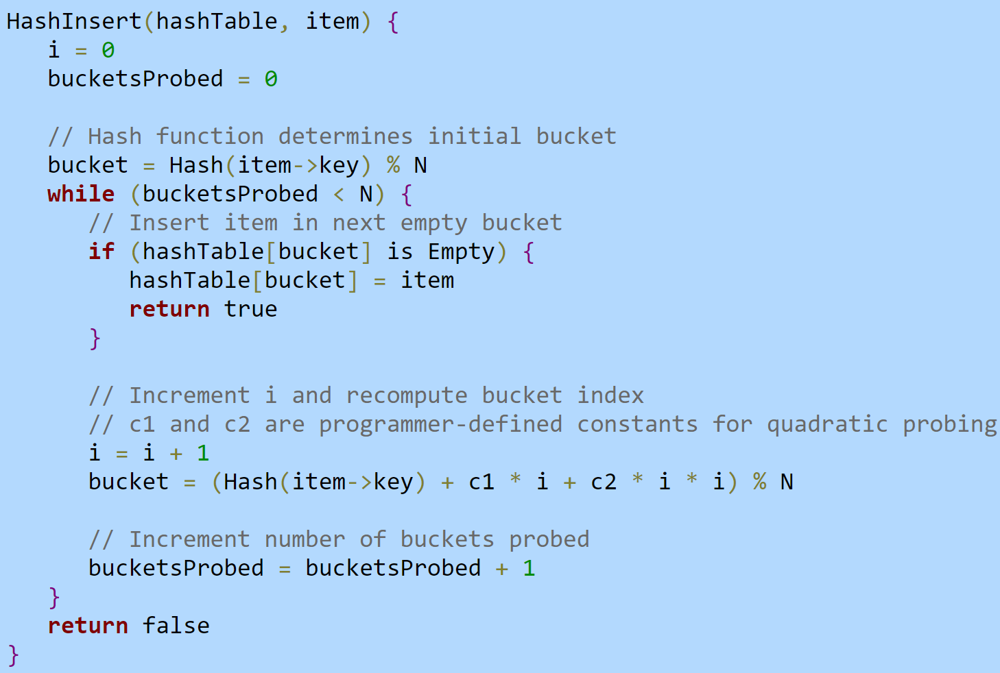 HashInsert(hashTable, item) {
   i = 0
   bucketsProbed = 0

   // Hash function determines initial bucket
   bucket = Hash(item->key) % N
   while (bucketsProbed < N) {
      // Insert item in next empty bucket
      if (hashTable[bucket] is Empty) {
         hashTable[bucket] = item
         return true
      }

      // Increment i and recompute bucket index
      // c1 and c2 are programmer-defined constants for quadratic probing
      i = i + 1
      bucket = (Hash(item->key) + c1 * i + c2 * i * i) % N

      // Increment number of buckets probed
      bucketsProbed = bucketsProbed + 1
   }
   return false
}